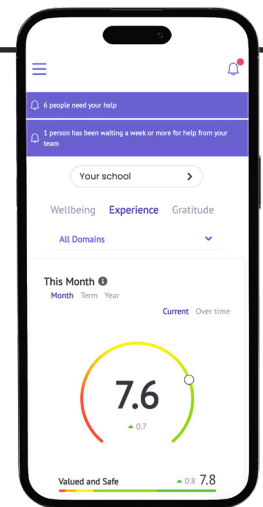 6 people need your help
1 person has been waiting a week or more for help from your
team
Your school
Wellbeing Experience Gratitude
All Domains
This Month
Month Term Year
Current Over time
7.6
0.7
Valued and Safe 0.8 7.8